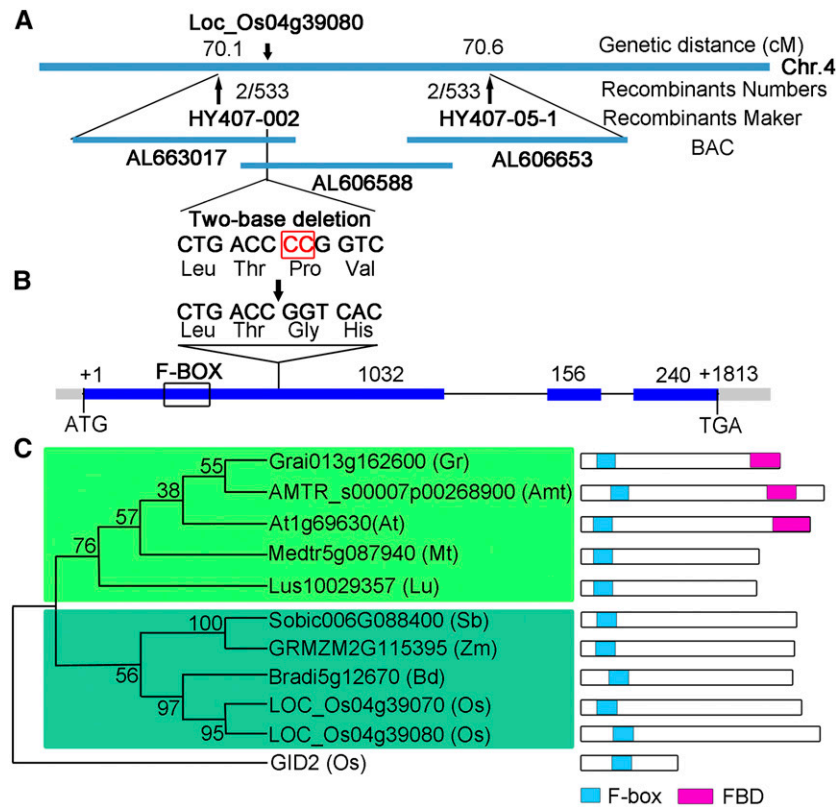 A
Loc_Os04g39080
70.1
70.6
Genetic distance (cM)
Chr.4
2/533
2/533
Recombinants Numbers
HY407-002
HY407-05-1
Recombinants Maker
AL663017
AL606653
BAC
AL606588
Two-base deletion
CTG ACC CCG GTC
Leu Thr Pro Val
B
CTG ACC GGT CAC
Leu Thr Gly His
+1
F-BOX
1032
156
240
+1813
ATG
TGA
C
55
Grai013g162600 (Gr)
38
AMTR_s00007p00268900 (Amt)
57
At1g69630(At)
76
Medtr5g087940 (Mt)
Lus10029357 (Lu)
100
Sobic006G088400 (Sb)
GRMZM2G115395 (Zm)
56
Bradi5g12670 (Bd)
97
LOC_Os04g39070 (Os)
95
LOC_Os04g39080 (Os)
GID2 (Os)
F-box
FBD